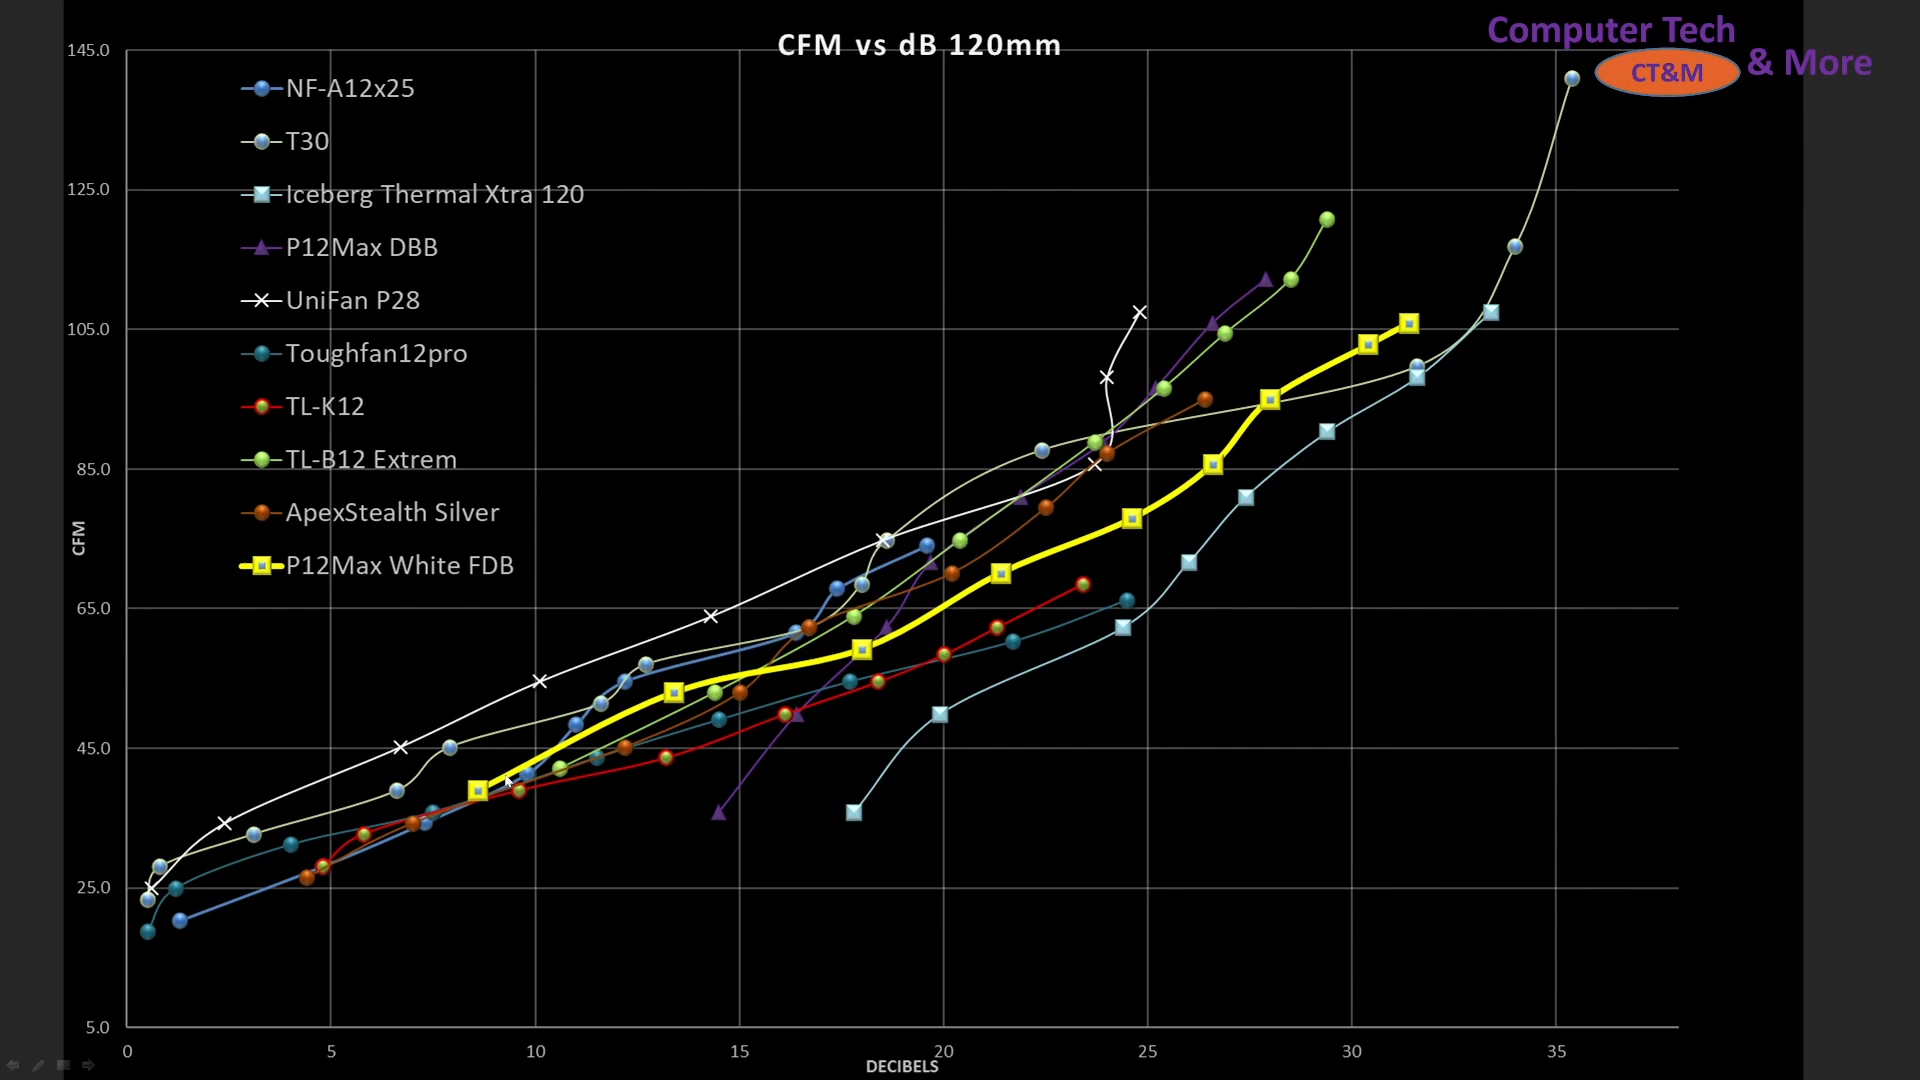 CFM vs dB 120mm
Computer Tech
& More
CT&M
NF-A12x25
T30
Iceberg Thermal Xtra 120
P12Max DBB
UniFan P28
Toughfan12pro
TL-K12
TL-B12 Extrem
ApexStealth Silver
P12Max White FDB
CFM
145.0
125.0
105.0
85.0
65.0
45.0
25.0
5.0
0 5 10 15 20 25 30 35
DECIBELS